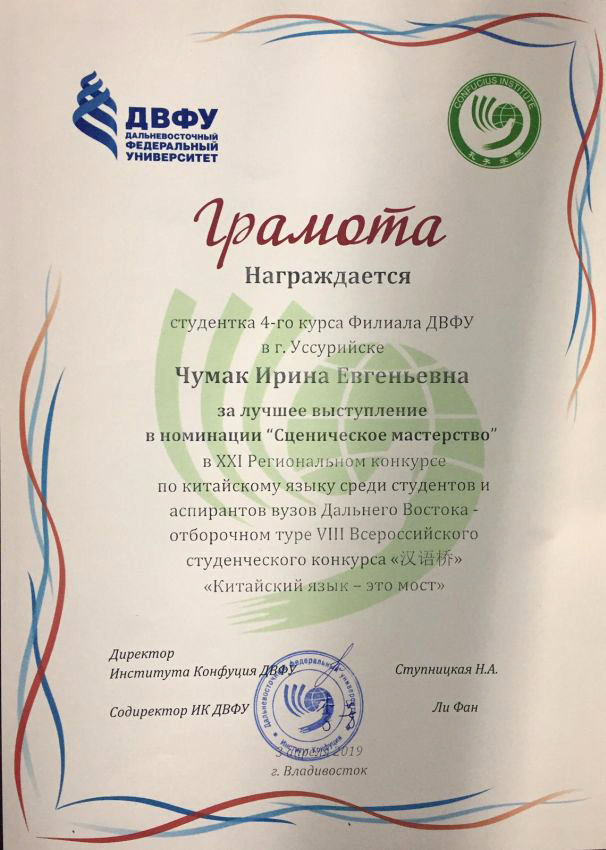 ДВФУ
ДАЛЬНЕВОСТОЧНЫЙ
ФЕДЕРАЛЬНЫЙ
УНИВЕРСИТЕТ
CONFUCIUS INSTITUTE
孔子学院
Грамота
Награждается
студентка 4-го курса Филиала ДВФУ
в г. Уссурийске
Чумак Ирина Евгеньевна
за лучшее выступление
в номинации “Сценическое мастерство”
в XXI Региональном конкурсе
по китайскому языку среди студентов и
аспирантов вузов Дальнего Востока -
отборочном туре VIII Всероссийского
студенческого конкурса «汉语桥»
«Китайский язык – это мост»
Директор
Института Конфуция ДВФУ
Ступницкая Н.А.
Содиректор ИК ДВФУ
Ли Фан
Дальневосточный федеральный университет
Институт Конфуция
3 апреля 2019
г. Владивосток